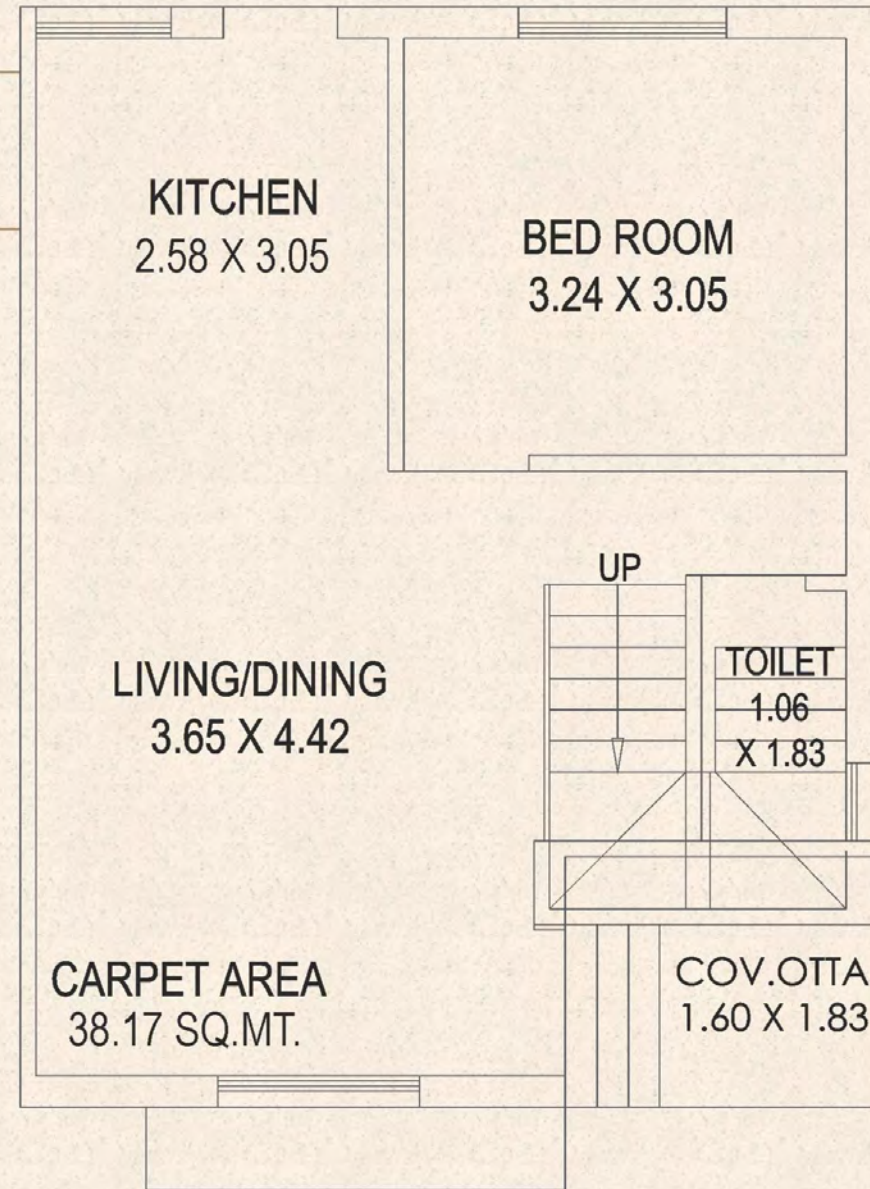 KITCHEN
2.58 X 3.05
BED ROOM
3.24 X 3.05
UP
LIVING/DINING
3.65 X 4.42
TOILET
1.06
X 1.83
CARPET AREA
38.17 SQ.MT.
COV.OTTA
1.60 X 1.83